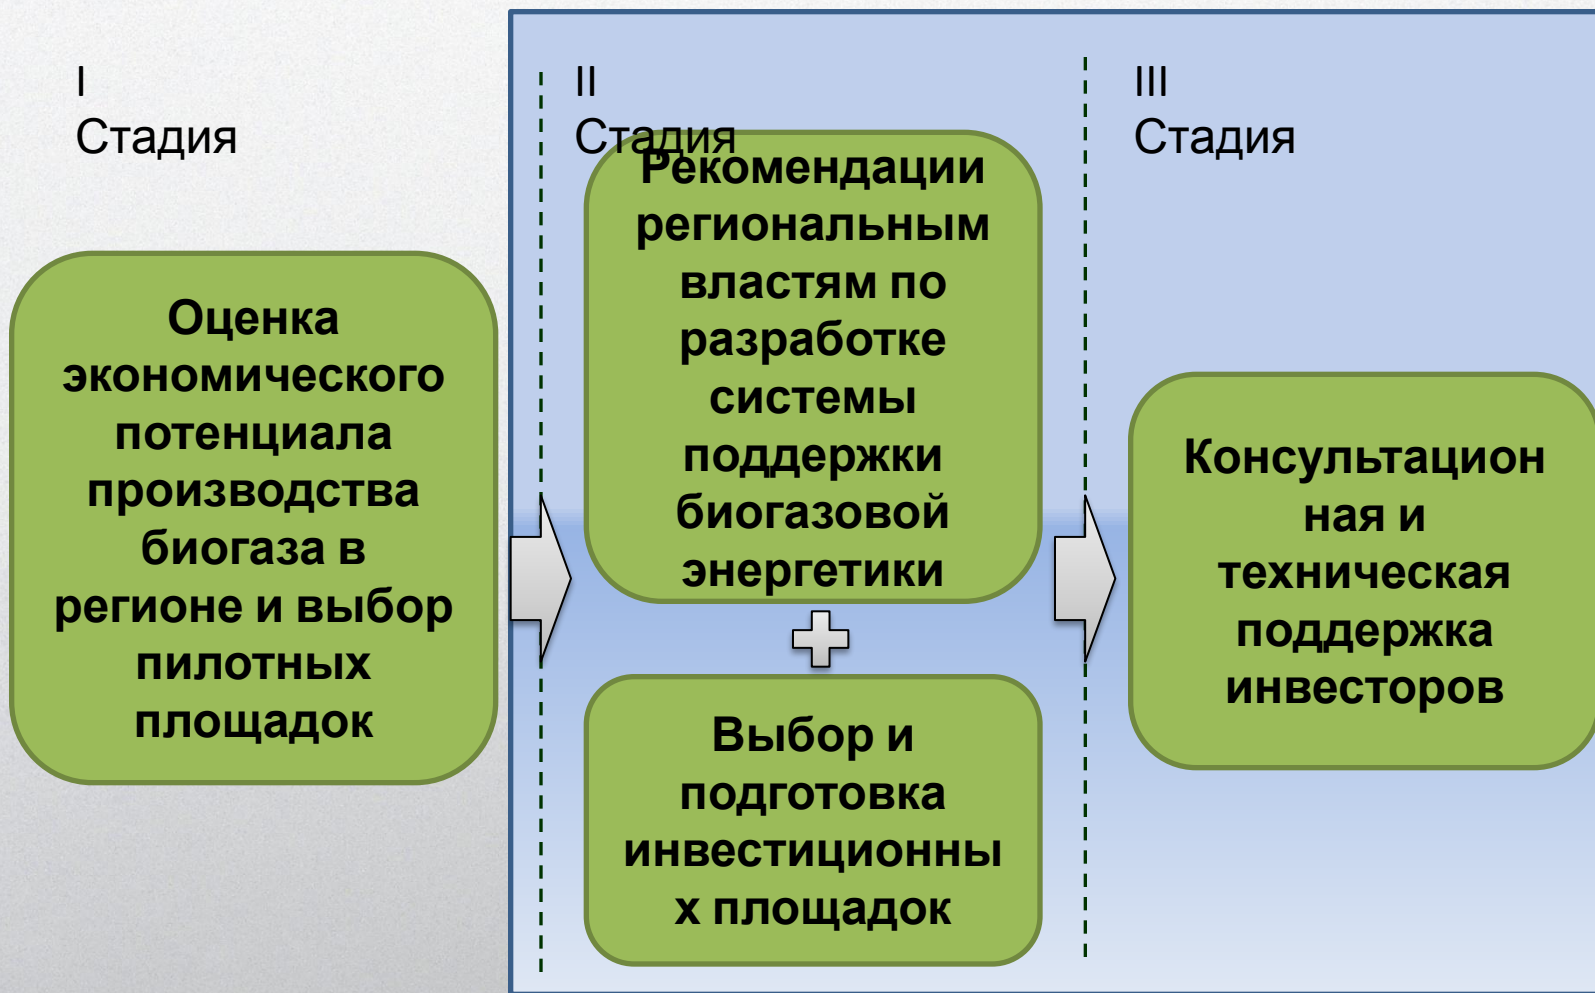 I
Стадия
Оценка
экономического
потенциала
производства
биогаза в
регионе и выбор
пилотных
площадок
II
Стадия
Рекомендации
региональным
властям по
разработке
системы
поддержки
биогазовой
энергетики
Выбор и
подготовка
инвестиционны
х площадок
III
Стадия
Консультацион
ная и
техническая
поддержка
инвесторов